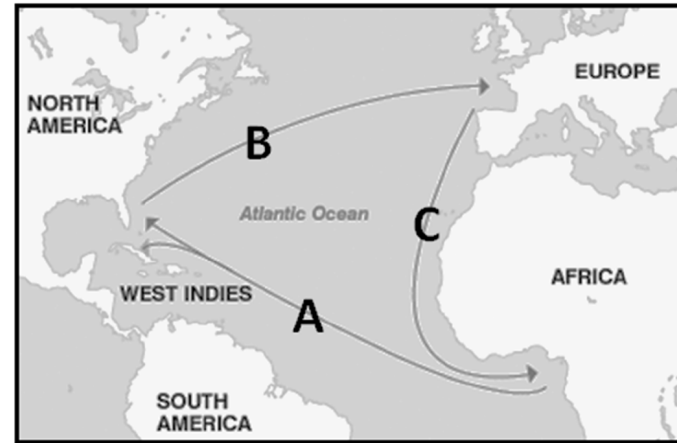 EUROPE
NORTH
AMERICA
B
Atlantic Ocean
C
AFRICA
WEST INDIES
A
SOUTH
AMERICA